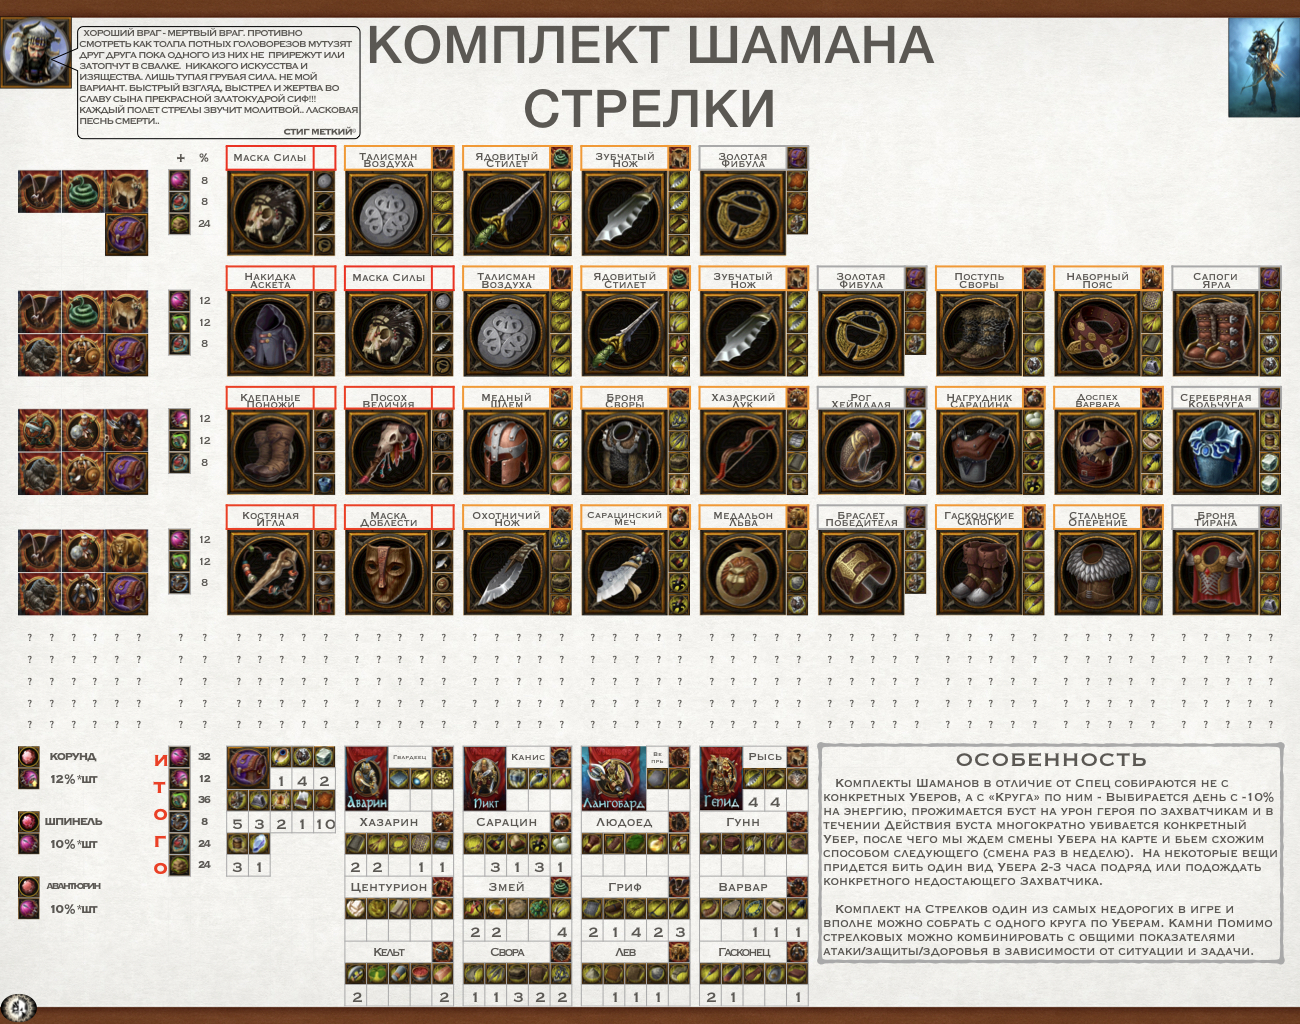 ХОРОШИЙ ВРАГ - МЕРТВЫЙ ВРАГ. ПРОТИВНО
СМОТРЕТЬ КАК ТОЛПА ПОТНЫХ ГОЛОВОРЕЗОВ МУТУЗЯТ
ДРУГ ДРУГА ПОКА ОДНОГО ИЗ НИХ НЕ ПРИРЕЖУТ ИЛИ
ЗАТОПЧУТ В СВАЛКЕ. НИКАКОГО ИСКУССТВА И
ИЗЯЩЕСТВА. ЛИШЬ ТУПАЯ ГРУБАЯ СИЛА. НЕ МОЙ
ВАРИАНТ. БЫСТРЫЙ ВЗГЛЯД, ВЫСТРЕЛ И ЖЕРТВА ВО
СЛАВУ СЫНА ПРЕКРАСНОЙ ЗЛАТОКУДРОЙ СИФ!!!
КАЖДЫЙ ПОЛЕТ СТРЕЛЫ ЗВУЧИТ МОЛИТВОЙ.. ЛАСКОВАЯ
ПЕСНЬ СМЕРТИ..
СТИГ МЕТКИЙ©
КОМПЛЕКТ ШАМАНА
СТРЕЛКИ
+ %
8
8
24
МАСКА СИЛЫ
ТАЛИСМАН ВОЗДУХА
ЯДОВИТЫЙ СТИЛЕТ
ЗУБЧАТЫЙ НОЖ
ЗОЛОТАЯ ФИБУЛА
12
12
8
НАКИДКА АСКЕТА
МАСКА СИЛЫ
ТАЛИСМАН ВОЗДУХА
ЯДОВИТЫЙ СТИЛЕТ
ЗУБЧАТЫЙ НОЖ
ЗОЛОТАЯ ФИБУЛА
ПОСТУПЬ СВОРЫ
НАБОРНЫЙ ПОЯС
САПОГИ ЯРЛА
12
12
8
КЛЕПАНЫЕ ПОНОЖИ
ПОСОХ ВЕЛИЧИЯ
МЕДНЫЙ ШЛЕМ
БРОНЯ СВОРЫ
ХАЗАРСКИЙ ЛУК
РОГ ХЕЙМДАЛЯ
НАГРУДНИК САРАЦИНА
ДОСПЕХ ВАРВАРА
СЕРЕБРЯНАЯ КОЛЬЧУГА
12
12
8
КОСТЯНАЯ ИГЛА
МАСКА ДОБЛЕСТИ
ОХОТНИЧИЙ НОЖ
САРАЦИНСКИЙ МЕЧ
МЕДАЛЬОН ЛЬВА
БРАСЛЕТ ПОБЕДИТЕЛЯ
ГАСКОНСКИЕ САПОГИ
СТАЛЬНОЕ ОПЕРЕНИЕ
БРОНЯ ТИРАНА
? ? ? ? ? ? ? ? ? ? ? ? ? ? ? ? ? ? ? ? ? ? ? ? ? ? ? ? ? ? ? ? ? ? ? ? ? ? ? ? ? ? ? ? ? ? ? ? ? ? ? ? ?
? ? ? ? ? ? ? ? ? ? ? ? ? ? ? ? ? ? ? ? ? ? ? ? ? ? ? ? ? ? ? ? ? ? ? ? ? ? ? ? ? ? ? ? ? ? ? ? ? ? ? ? ?
? ? ? ? ? ? ? ? ? ? ? ? ? ? ? ? ? ? ? ? ? ? ? ? ? ? ? ? ? ? ? ? ? ? ? ? ? ? ? ? ? ? ? ? ? ? ? ? ? ? ? ? ?
? ? ? ? ? ? ? ? ? ? ? ? ? ? ? ? ? ? ? ? ? ? ? ? ? ? ? ? ? ? ? ? ? ? ? ? ? ? ? ? ? ? ? ? ? ? ? ? ? ? ? ? ?
? ? ? ? ? ? ? ? ? ? ? ? ? ? ? ? ? ? ? ? ? ? ? ? ? ? ? ? ? ? ? ? ? ? ? ? ? ? ? ? ? ? ? ? ? ? ? ? ? ? ? ? ?
КОРУНД
12%*ШТ
ШПИНЕЛЬ
10%*ШТ
АВАНТЮРИН
10%*ШТ
ИТОГО
32
12
36
8
24
24
1 4 2
5 3 2 1 10
3 1
АВАРИН
ГВАРДЕЕЦ
ПИКТ
КАНИС
ЛАНГОБАРД
ВЕПРЬ
ГЕПИД
РЫСЬ
4 4
ХАЗАРИН
САРАЦИН
ЛЮДОЕД
ГУНН
2 2 1 1
3 1 3 1
ЦЕНТУРИОН
ЗМЕЙ
ГРИФ
ВАРВАР
2 2 4
2 1 4 2 3
1 1 1
КЕЛЬТ
СВОРА
ЛЕВ
ГАСКОНЕЦ
2 2
1 1 3 2 2
1 1 1
2 1 1
ОСОБЕННОСТЬ
КОМПЛЕКТЫ ШАМАНОВ В ОТЛИЧИЕ ОТ СПЕЦ СОБИРАЮТСЯ НЕ С
КОНКРЕТНЫХ УБЕРОВ, А С «КРУГА» ПО НИМ - ВЫБИРАЕТСЯ ДЕНЬ С -10%
НА ЭНЕРГИЮ, ПРОЖИМАЕТСЯ БУСТ НА УРОН ГЕРОЯ ПО ЗАХВАТЧИКАМ И В
ТЕЧЕНИИ ДЕЙСТВИЯ БУСТА МНОГОКРАТНО УБИВАЕТСЯ КОНКРЕТНЫЙ
УБЕР, ПОСЛЕ ЧЕГО МЫ ЖДЕМ СМЕНЫ УБЕРА НА КАРТЕ И БЬЕМ СХОЖИМ
СПОСОБОМ СЛЕДУЮЩЕГО (СМЕНА РАЗ В НЕДЕЛЮ). НА НЕКОТОРЫЕ ВЕЩИ
ПРИДЕТСЯ БИТЬ ОДИН ВИД УБЕРА 2-3 ЧАСА ПОДРЯД ИЛИ ПОДОЖДАТЬ
КОНКРЕТНОГО НЕДОСТАЮЩЕГО ЗАХВАТЧИКА.
КОМПЛЕКТ НА СТРЕЛКОВ ОДИН ИЗ САМЫХ НЕДОРОГИХ В ИГРЕ И
ВПОЛНЕ МОЖНО СОБРАТЬ С ОДНОГО КРУГА ПО УБЕРАМ. КАМНИ ПОМИМО
СТРЕЛКОВЫХ МОЖНО КОМБИНИРОВАТЬ С ОБЩИМИ ПОКАЗАТЕЛЯМИ
АТАКИ/ЗАЩИТЫ/ЗДОРОВЬЯ В ЗАВИСИМОСТИ ОТ СИТУАЦИИ И ЗАДАЧИ.